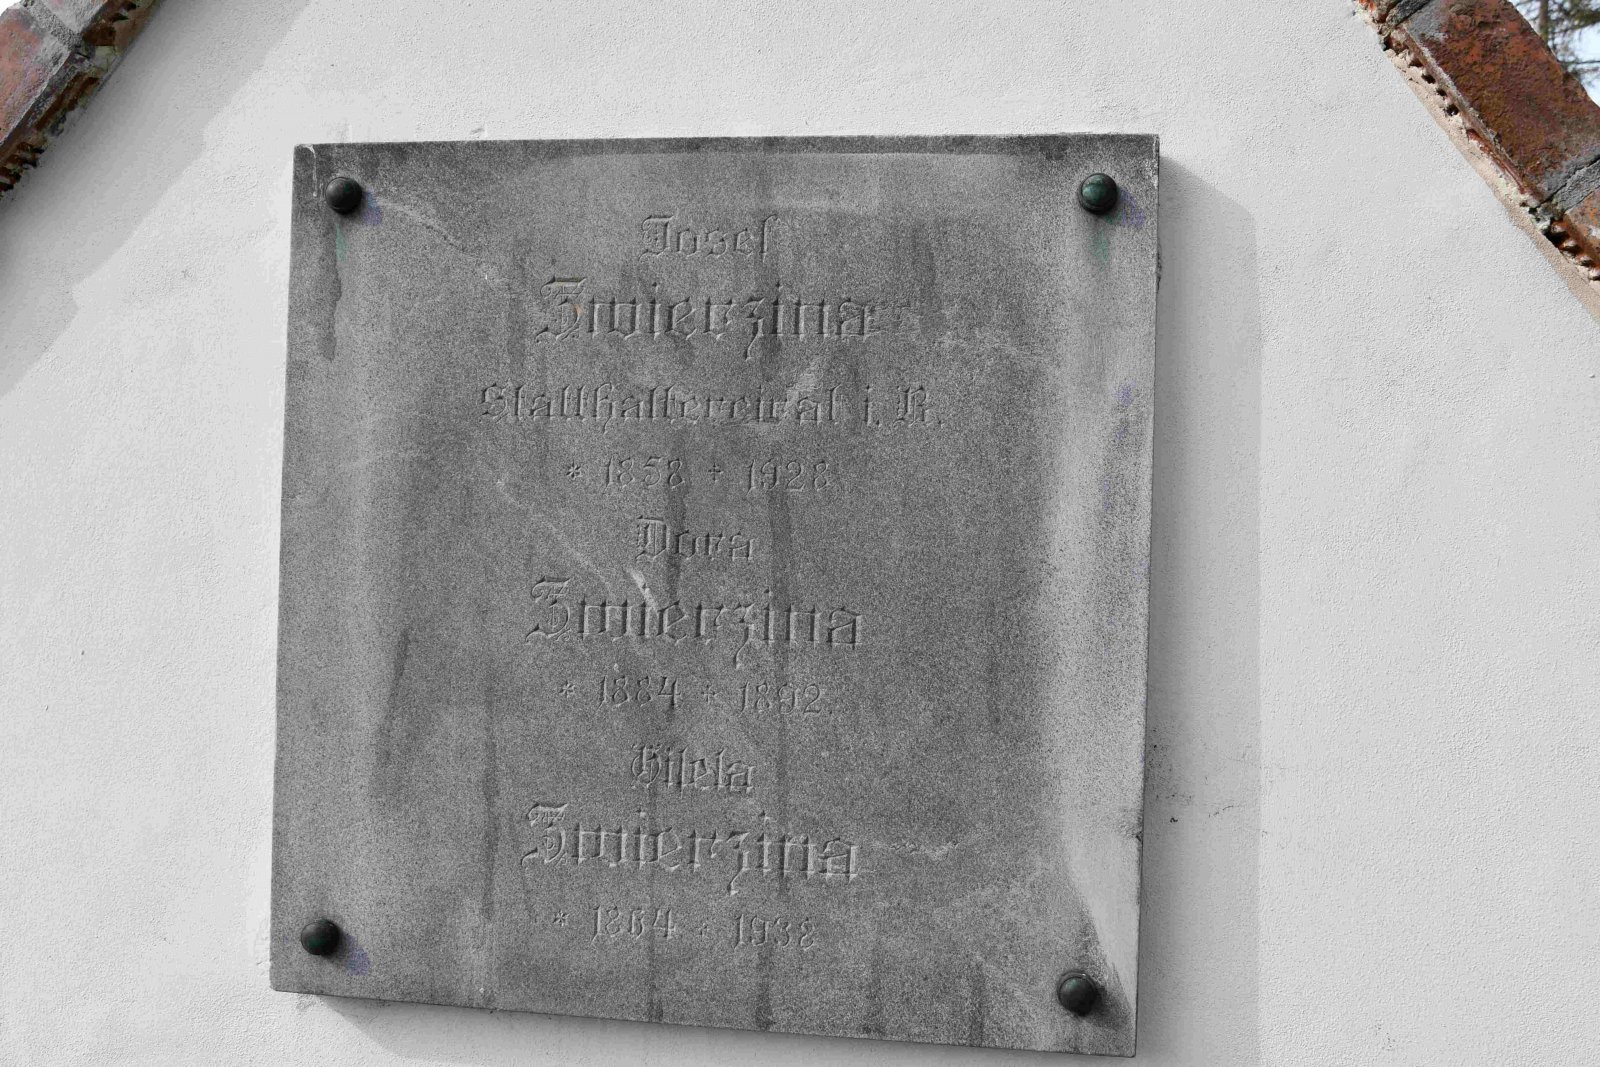 Josef
Zwierzina
Statthaltereirat i. R.
* 1858 † 1928
Dora
Zwierzina
* 1884 † 1892.
Giſela
Zwierzina
* 1864 † 1938